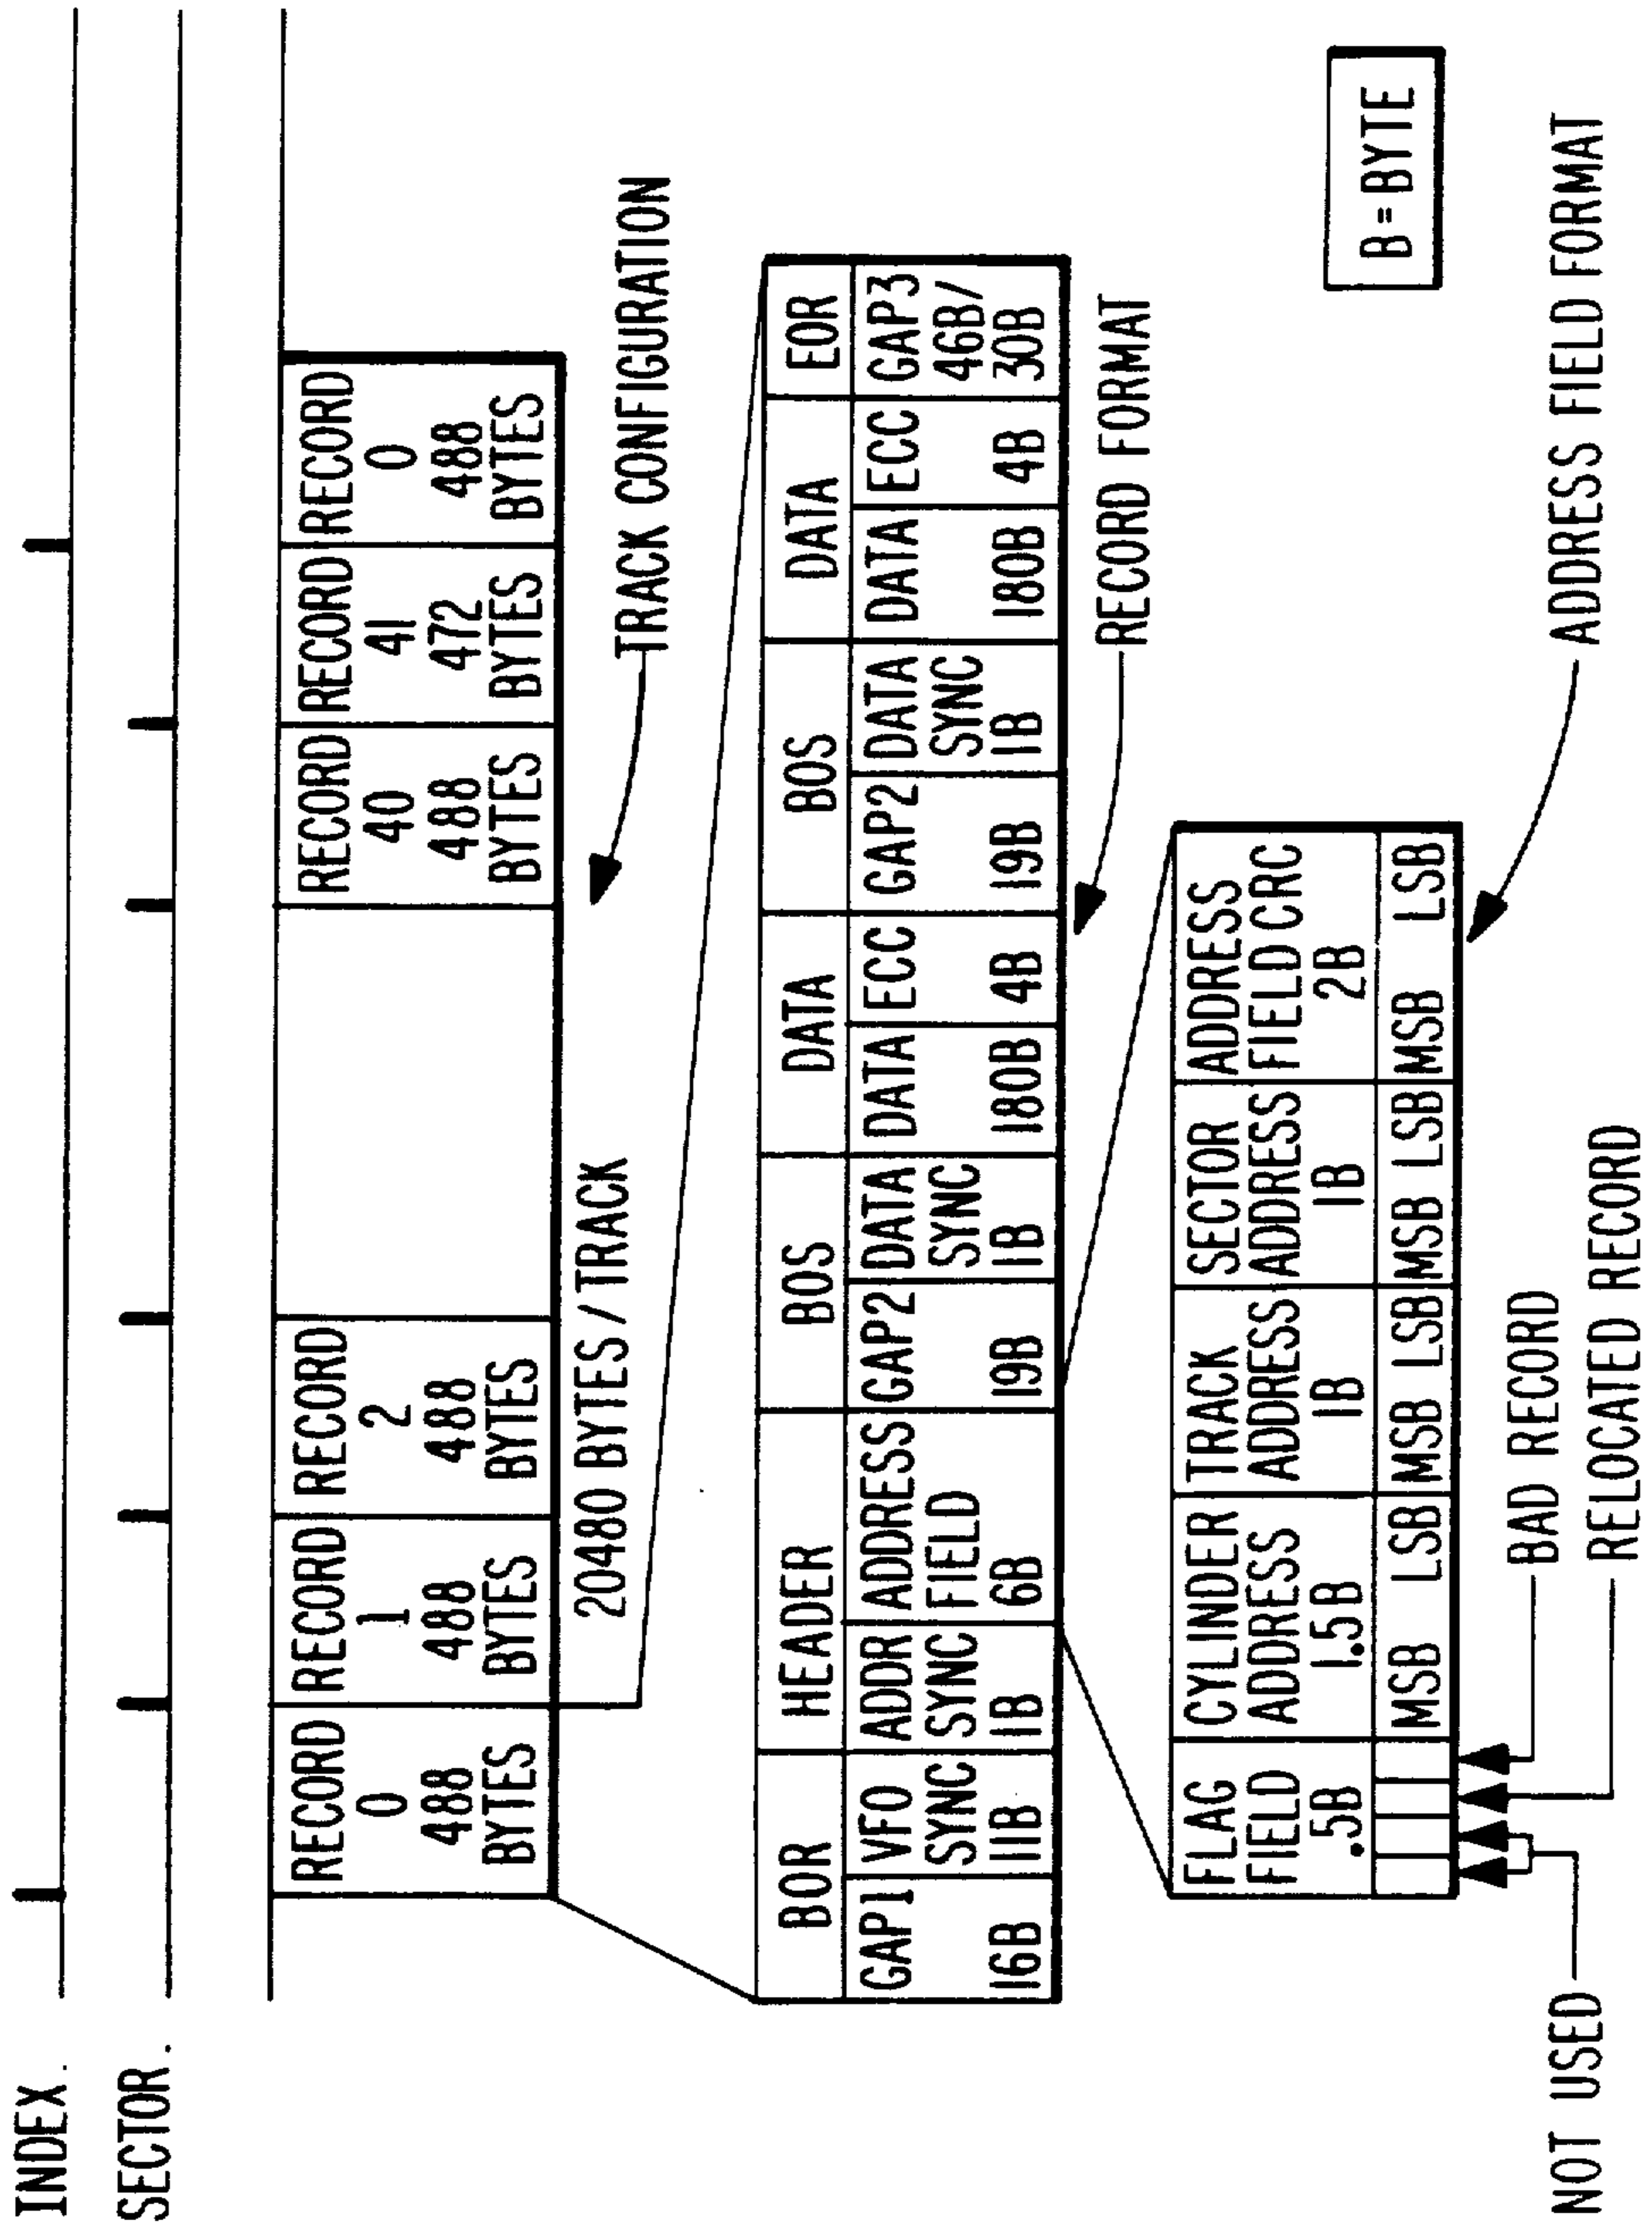 INDEX.
SECTOR.
RECORD
0
488
BYTES
RECORD
1
488
BYTES
RECORD
2
488
BYTES
RECORD
40
488
BYTES
RECORD
41
472
BYTES
RECORD
0
488
BYTES
20480 BYTES / TRACK
TRACK CONFIGURATION
BOR
HEADER
BOS
DATA
BOS
DATA
EOR
GAP1
16B
VFO
SYNC
11B
ADDR
SYNC
1B
ADDRESS
FIELD
6B
GAP2
19B
DATA
SYNC
1B
DATA
180B
ECC
4B
GAP2
19B
DATA
SYNC
1B
DATA
180B
ECC
4B
GAP3
46B/
30B
RECORD FORMAT
FLAG
FIELD
.5B
CYLINDER
ADDRESS
1.5B
MSB LSB
TRACK
ADDRESS
1B
MSB LSB
SECTOR
ADDRESS
1B
MSB LSB
ADDRESS
FIELD CRC
2B
MSB LSB
B = BYTE
BAD RECORD
RELOCATED RECORD
NOT USED
ADDRESS FIELD FORMAT